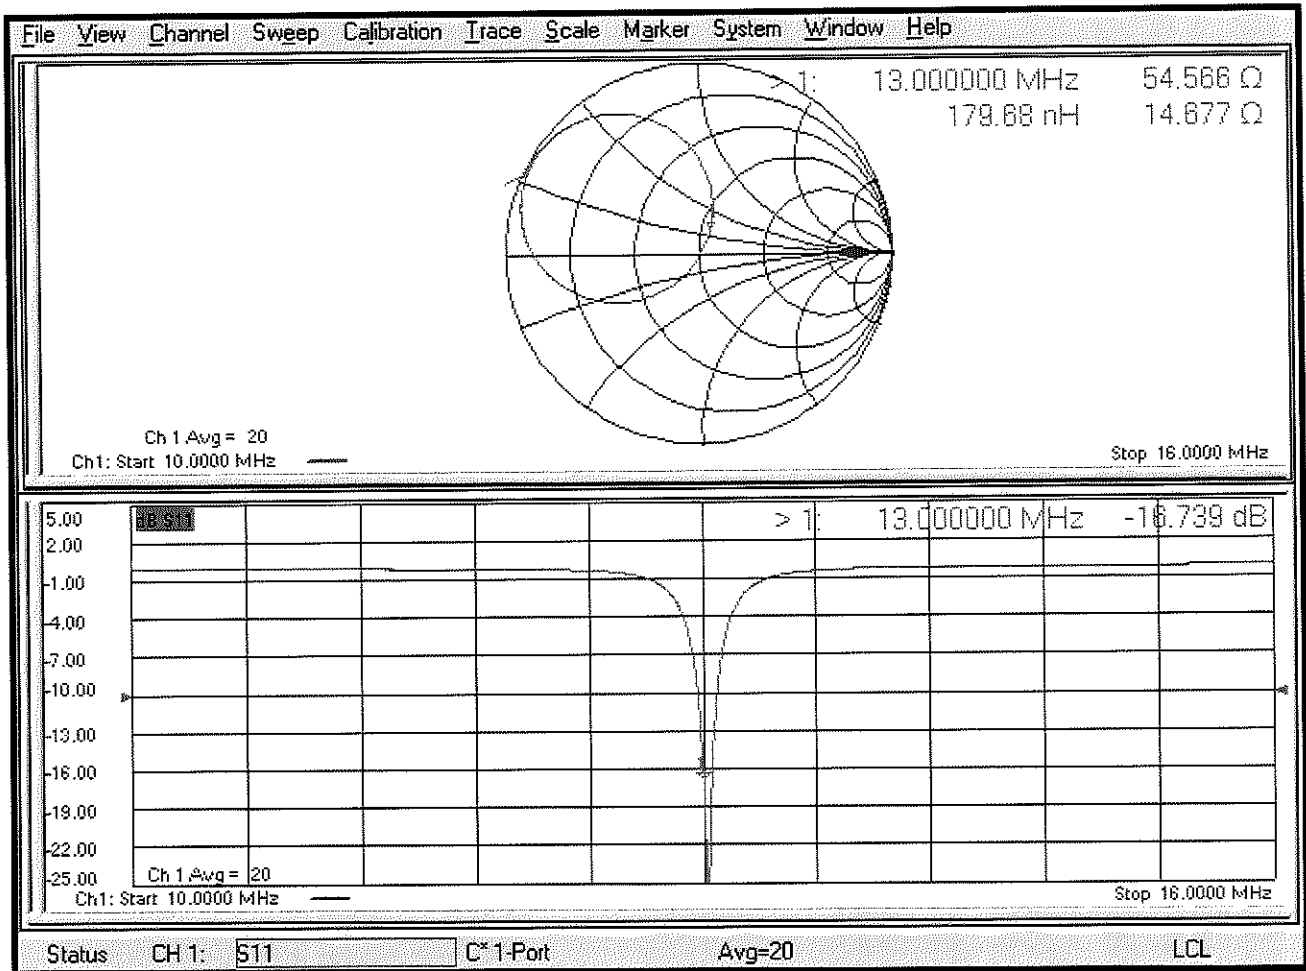 File View Channel Sweep Calibration Trace Scale Marker System Window Help
> 1: 13.000000 MHz 54.566 Ω
179.68 nH 14.677 Ω
Ch 1 Avg = 20
Ch1: Start 10.0000 MHz Stop 16.0000 MHz
5.00 dB S11 > 1: 13.000000 MHz -16.739 dB
2.00
-1.00
-4.00
-7.00
-10.00
-13.00
-16.00
-19.00
-22.00
-25.00 Ch 1 Avg = 20
Ch1: Start 10.0000 MHz Stop 16.0000 MHz
Status CH 1: S11 C* 1-Port Avg=20 LCL